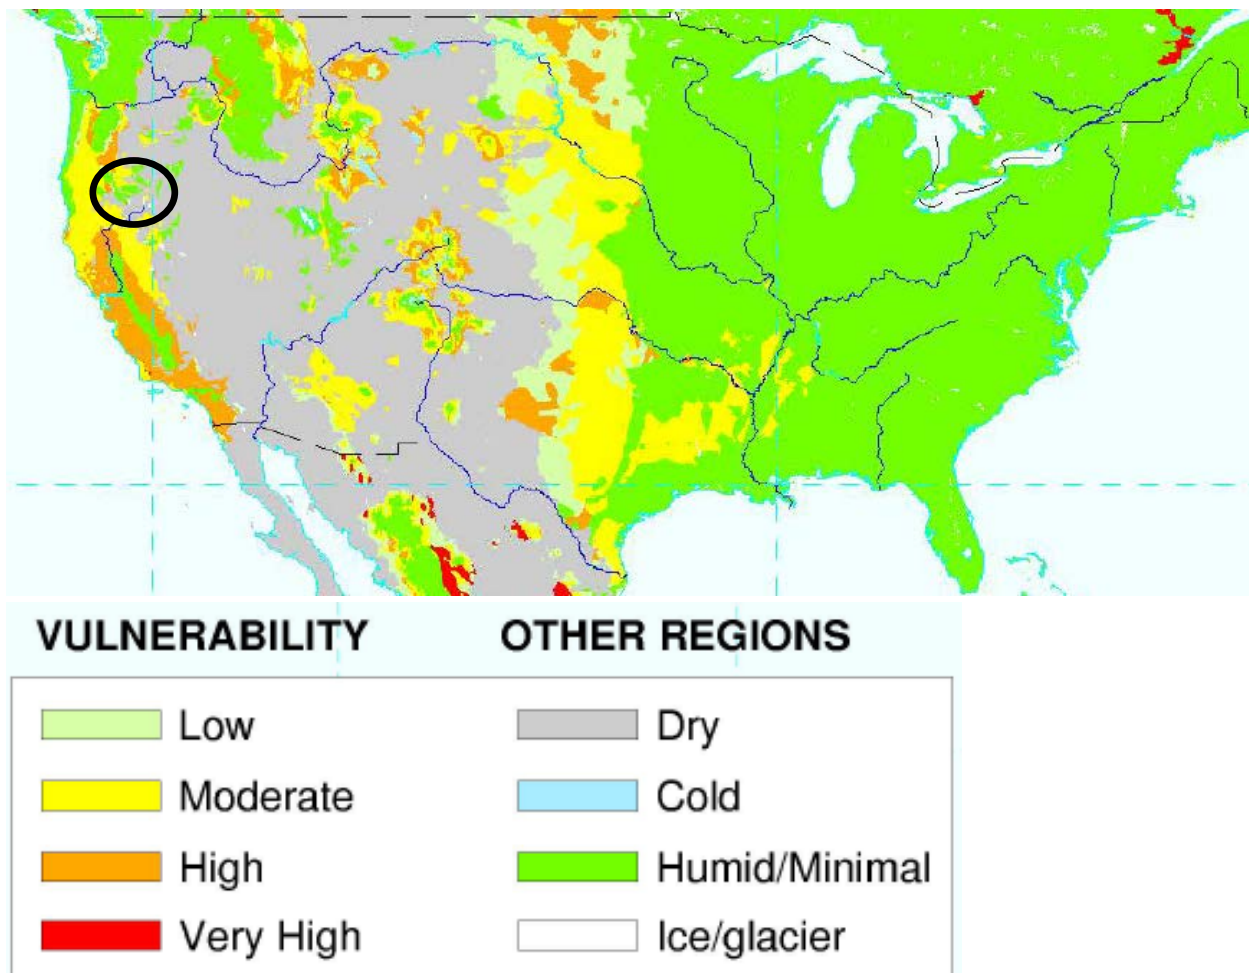 VULNERABILITY OTHER REGIONS
Low Dry
Moderate Cold
High Humid/Minimal
Very High Ice/glacier